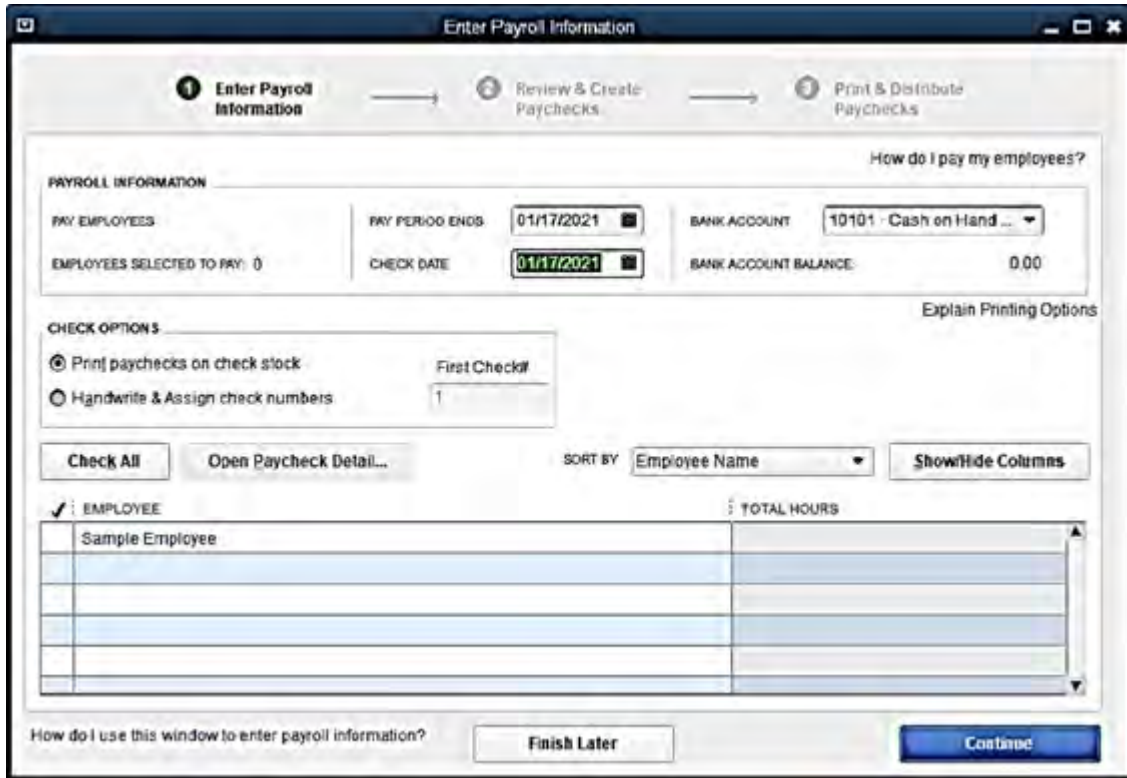 Enter Payroll Information
1 Enter Payroll Information
2 Review & Create Paychecks
3 Print & Distribute Paychecks
How do I pay my employees?
PAYROLL INFORMATION
PAY EMPLOYEES
PAY PERIOD ENDS 01/17/2021
BANK ACCOUNT 10101 · Cash on Hand ...
EMPLOYEES SELECTED TO PAY: 0
CHECK DATE 01/17/2021
BANK ACCOUNT BALANCE: 0.00
Explain Printing Options
CHECK OPTIONS
Print paychecks on check stock
First Check#
Handwrite & Assign check numbers
1
Check All
Open Paycheck Detail...
SORT BY Employee Name
Show/Hide Columns
✓ EMPLOYEE
TOTAL HOURS
Sample Employee
How do I use this window to enter payroll information?
Finish Later
Continue